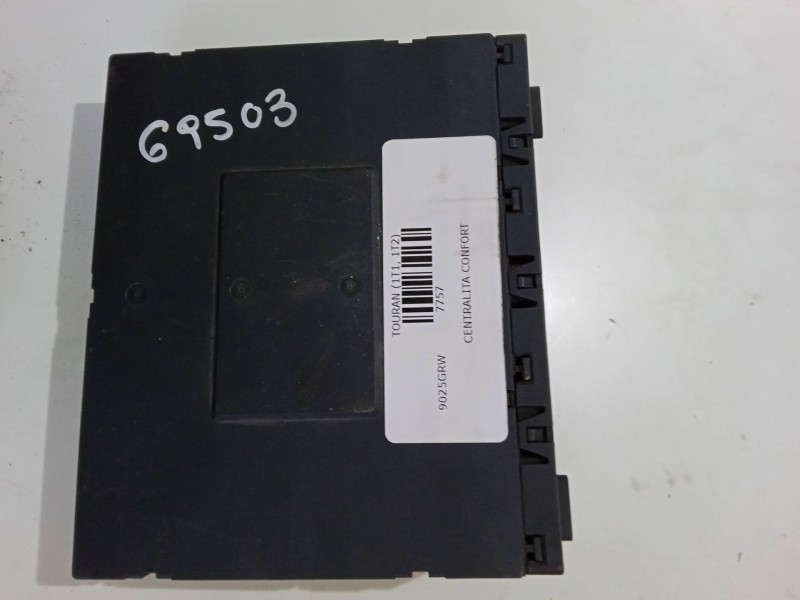 69503
TOURAN (1T1, 1T2)
7757
9025GRW
CENTRALITA CONFORT